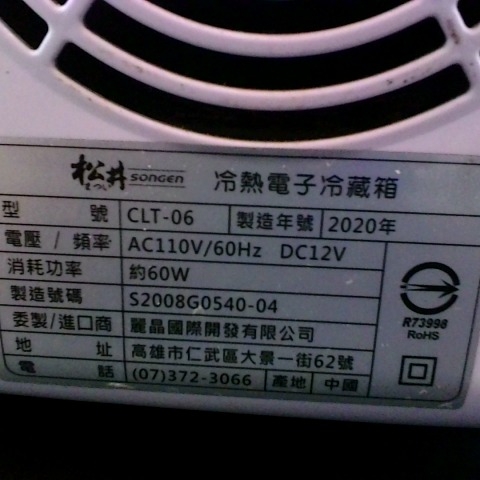 松井 まつい SONGEN 冷熱電子冷藏箱
型號 CLT-06 製造年號 2020年
電壓 / 頻率 AC110V/60Hz DC12V
消耗功率 約60W
製造號碼 S2008G0540-04
委製/進口商 麗晶國際開發有限公司
地址 高雄市仁武區大景一街62號
電話 (07)372-3066 產地 中國
R73998
RoHS